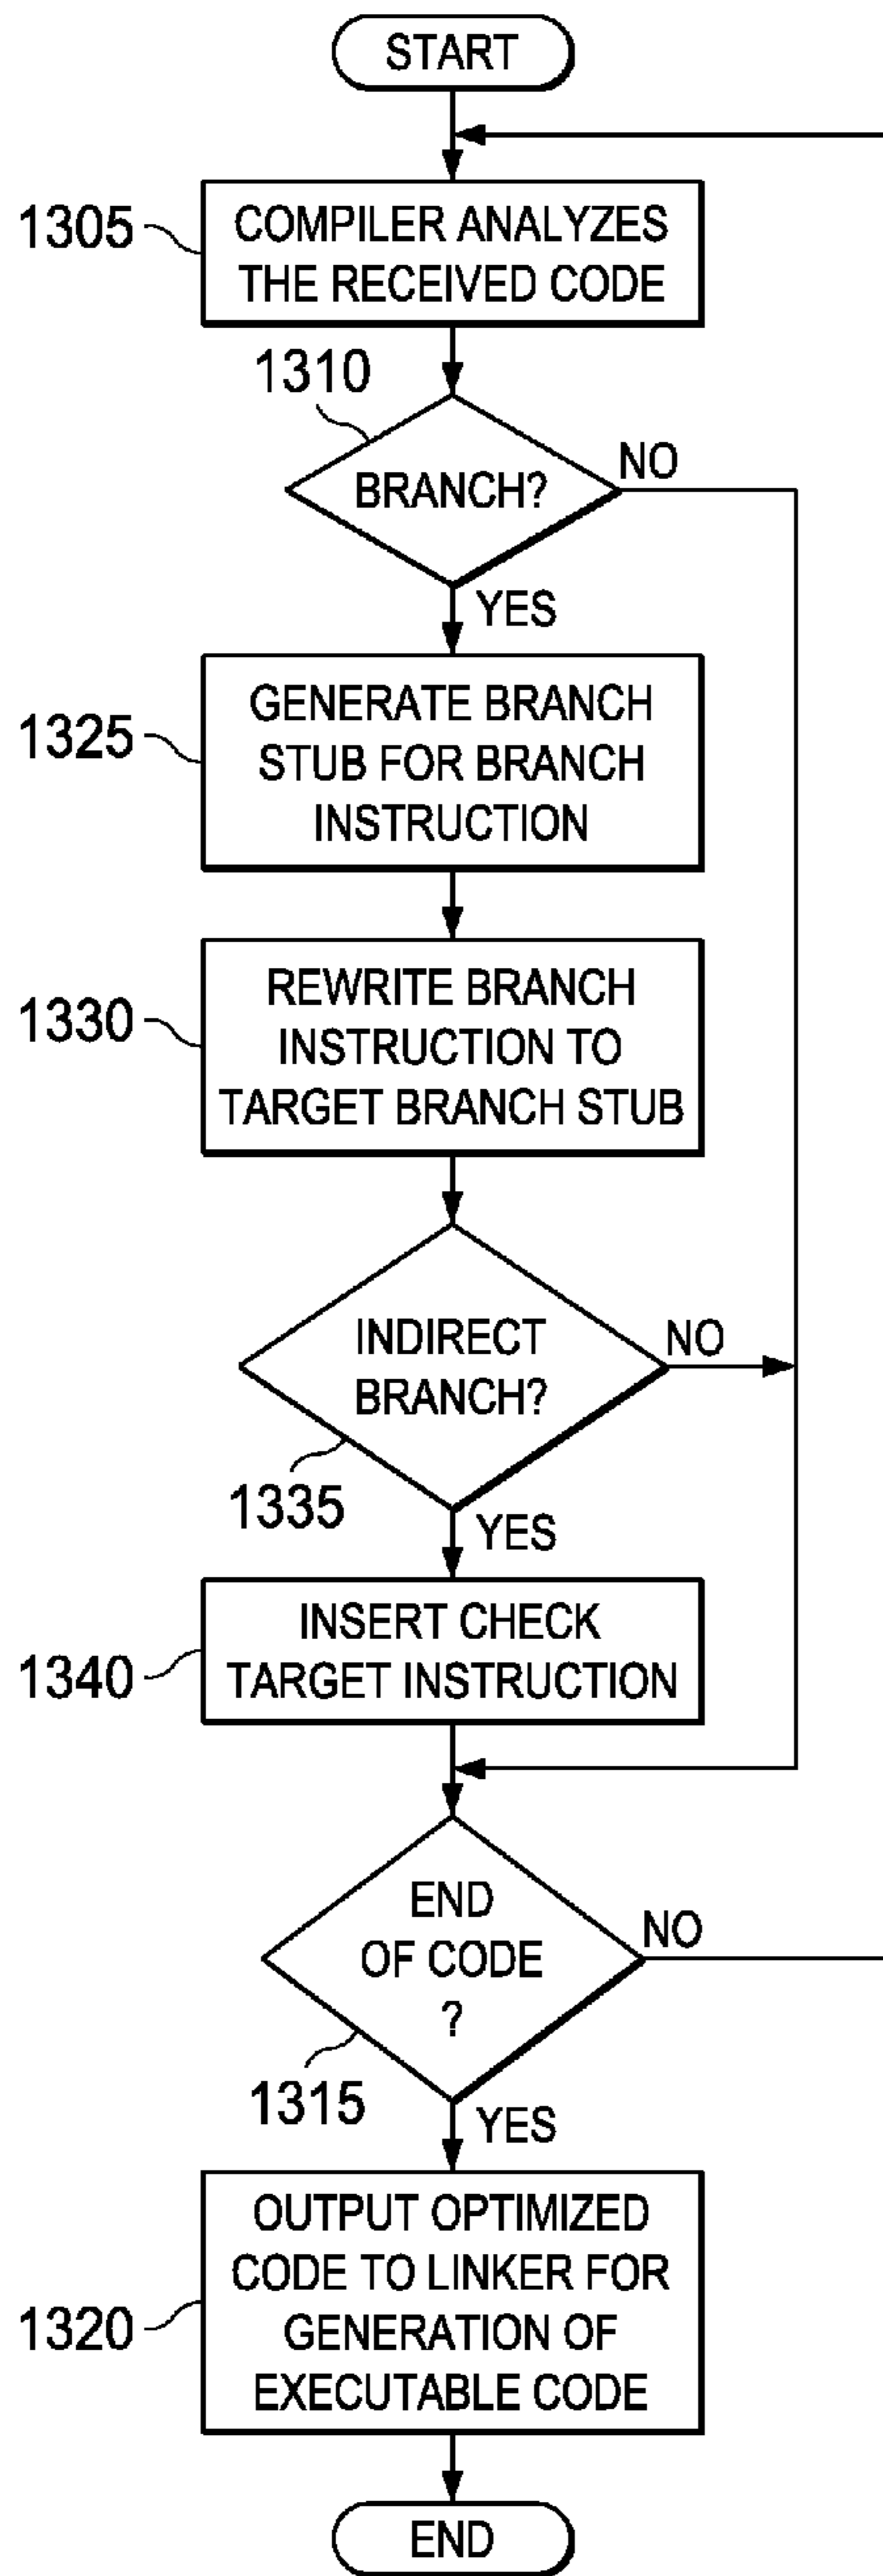 START
1305
COMPILER ANALYZES
THE RECEIVED CODE
1310
BRANCH?
NO
YES
1325
GENERATE BRANCH
STUB FOR BRANCH
INSTRUCTION
1330
REWRITE BRANCH
INSTRUCTION TO
TARGET BRANCH STUB
INDIRECT
BRANCH?
NO
1335
YES
1340
INSERT CHECK
TARGET INSTRUCTION
END
OF CODE
?
NO
1315
YES
1320
OUTPUT OPTIMIZED
CODE TO LINKER FOR
GENERATION OF
EXECUTABLE CODE
END